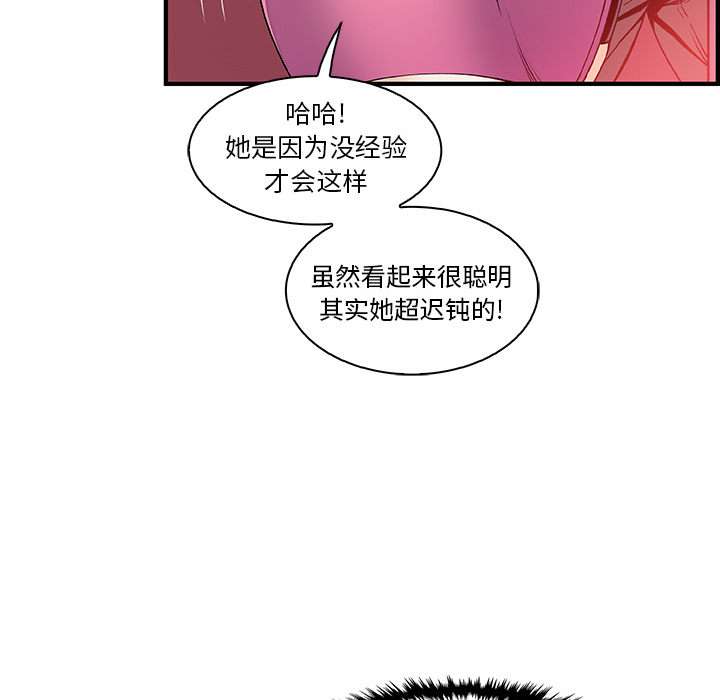 哈哈!
她是因为没经验
才会这样
虽然看起来很聪明
其实她超迟钝的!